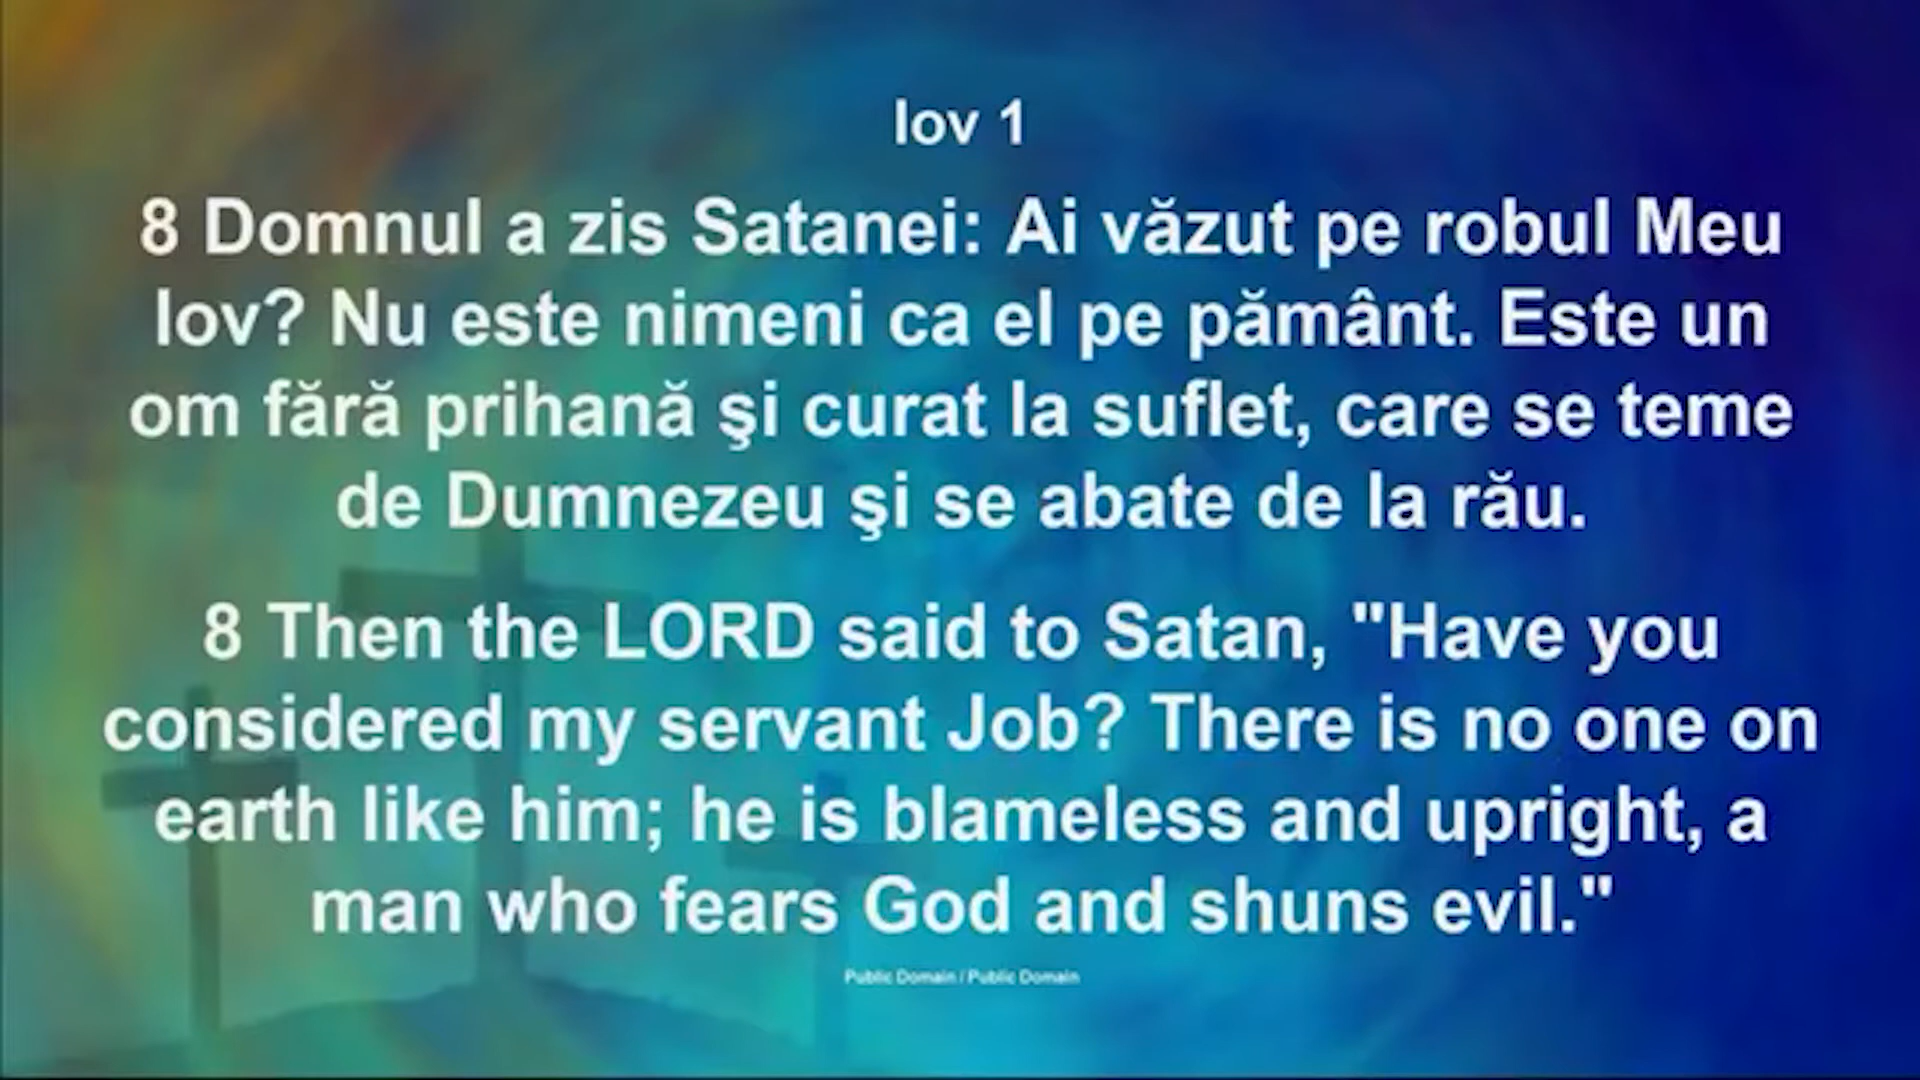 Iov 1
8 Domnul a zis Satanei: Ai văzut pe robul Meu
Iov? Nu este nimeni ca el pe pământ. Este un
om fără prihană şi curat la suflet, care se teme
de Dumnezeu şi se abate de la rău.
8 Then the LORD said to Satan, "Have you
considered my servant Job? There is no one on
earth like him; he is blameless and upright, a
man who fears God and shuns evil."
Public Domain / Public Domain